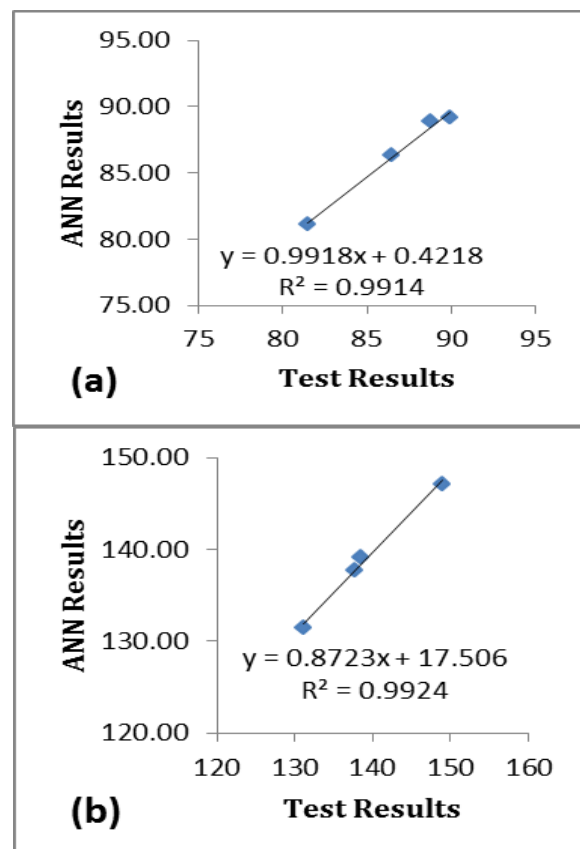 95.00
90.00
85.00
80.00
75.00
ANN Results
y = 0.9918x + 0.4218
R² = 0.9914
75 80 85 90 95
(a)
Test Results
150.00
140.00
130.00
120.00
ANN Results
y = 0.8723x + 17.506
R² = 0.9924
120 130 140 150 160
(b)
Test Results